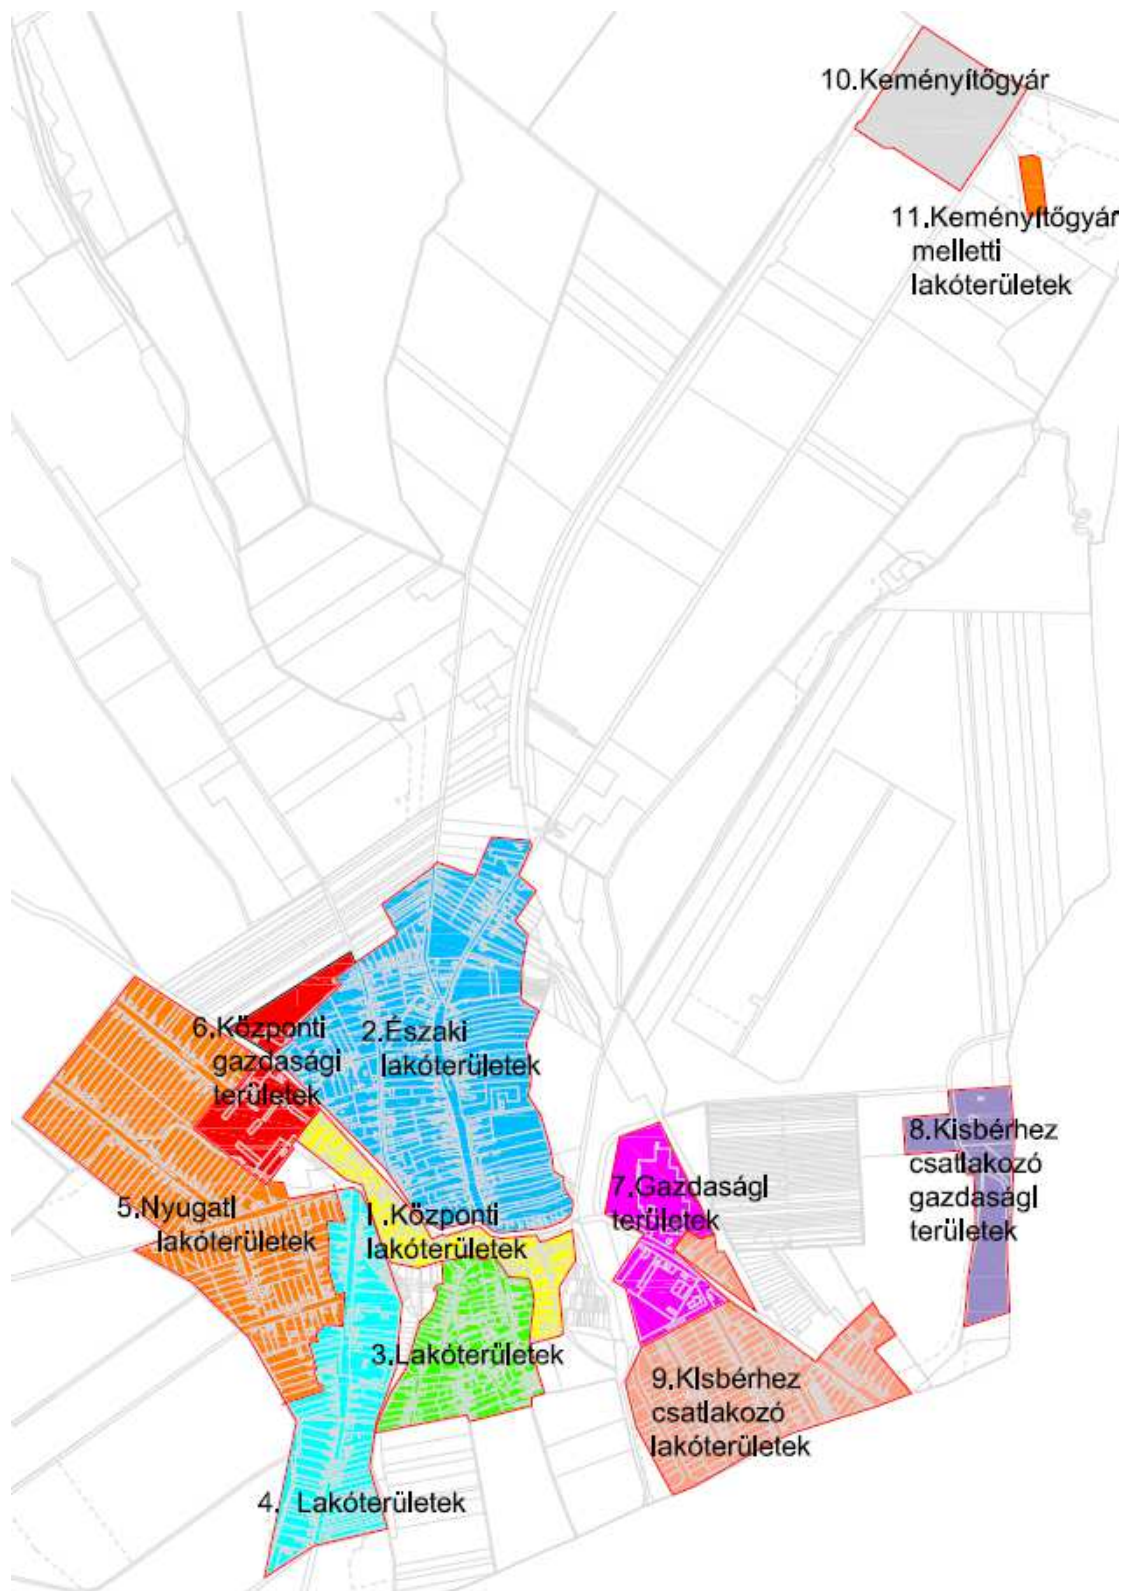 10.Keményítőgyár
11.Keményítőgyár
melletti
lakóterületek
6.Központi
gazdasági
területek
2.Északi
lakóterületek
5.Nyugati
lakóterületek
1.Központi
lakóterületek
7.Gazdasági
területek
8.Kisbérhez
csatlakozó
gazdasági
területek
3.Lakóterületek
9.Kisbérhez
csatlakozó
lakóterületek
4. Lakóterületek